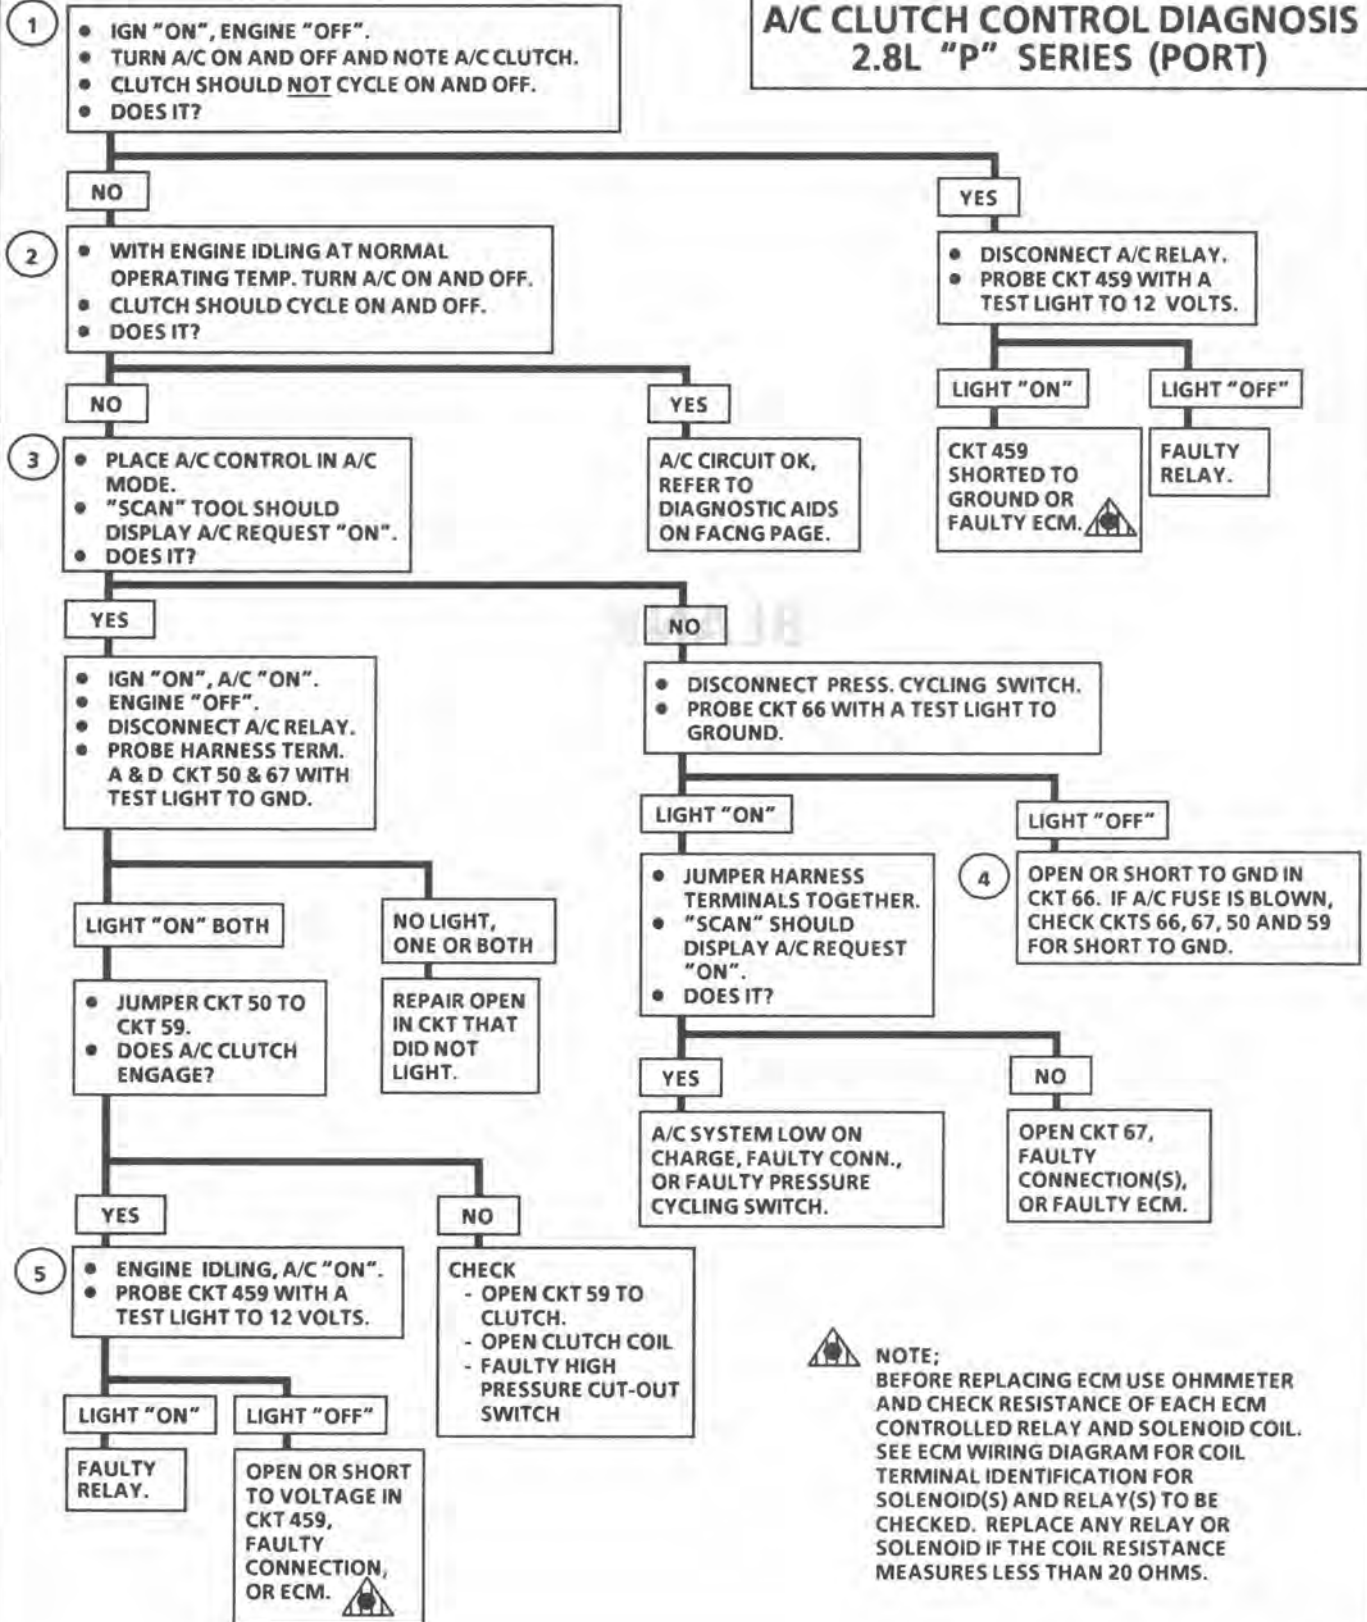 A/C CLUTCH CONTROL DIAGNOSIS
2.8L "P" SERIES (PORT)
1
• IGN "ON", ENGINE "OFF".
• TURN A/C ON AND OFF AND NOTE A/C CLUTCH.
• CLUTCH SHOULD NOT CYCLE ON AND OFF.
• DOES IT?
NO
YES
2
• WITH ENGINE IDLING AT NORMAL
OPERATING TEMP. TURN A/C ON AND OFF.
• CLUTCH SHOULD CYCLE ON AND OFF.
• DOES IT?
• DISCONNECT A/C RELAY.
• PROBE CKT 459 WITH A
TEST LIGHT TO 12 VOLTS.
NO
YES
LIGHT "ON"
LIGHT "OFF"
3
• PLACE A/C CONTROL IN A/C
MODE.
• "SCAN" TOOL SHOULD
DISPLAY A/C REQUEST "ON".
• DOES IT?
A/C CIRCUIT OK,
REFER TO
DIAGNOSTIC AIDS
ON FACNG PAGE.
CKT 459
SHORTED TO
GROUND OR
FAULTY ECM.
FAULTY
RELAY.
YES
NO
• IGN "ON", A/C "ON".
• ENGINE "OFF".
• DISCONNECT A/C RELAY.
• PROBE HARNESS TERM.
A & D CKT 50 & 67 WITH
TEST LIGHT TO GND.
• DISCONNECT PRESS. CYCLING SWITCH.
• PROBE CKT 66 WITH A TEST LIGHT TO
GROUND.
LIGHT "ON"
LIGHT "OFF"
LIGHT "ON" BOTH
NO LIGHT,
ONE OR BOTH
• JUMPER HARNESS
TERMINALS TOGETHER.
• "SCAN" SHOULD
DISPLAY A/C REQUEST
"ON".
• DOES IT?
4
OPEN OR SHORT TO GND IN
CKT 66. IF A/C FUSE IS BLOWN,
CHECK CKTS 66, 67, 50 AND 59
FOR SHORT TO GND.
• JUMPER CKT 50 TO
CKT 59.
• DOES A/C CLUTCH
ENGAGE?
REPAIR OPEN
IN CKT THAT
DID NOT
LIGHT.
YES
NO
A/C SYSTEM LOW ON
CHARGE, FAULTY CONN.,
OR FAULTY PRESSURE
CYCLING SWITCH.
OPEN CKT 67,
FAULTY
CONNECTION(S),
OR FAULTY ECM.
YES
NO
5
• ENGINE IDLING, A/C "ON".
• PROBE CKT 459 WITH A
TEST LIGHT TO 12 VOLTS.
CHECK
- OPEN CKT 59 TO
CLUTCH.
- OPEN CLUTCH COIL
- FAULTY HIGH
PRESSURE CUT-OUT
SWITCH
LIGHT "ON"
LIGHT "OFF"
FAULTY
RELAY.
OPEN OR SHORT
TO VOLTAGE IN
CKT 459,
FAULTY
CONNECTION,
OR ECM.
NOTE;
BEFORE REPLACING ECM USE OHMMETER
AND CHECK RESISTANCE OF EACH ECM
CONTROLLED RELAY AND SOLENOID COIL.
SEE ECM WIRING DIAGRAM FOR COIL
TERMINAL IDENTIFICATION FOR
SOLENOID(S) AND RELAY(S) TO BE
CHECKED. REPLACE ANY RELAY OR
SOLENOID IF THE COIL RESISTANCE
MEASURES LESS THAN 20 OHMS.